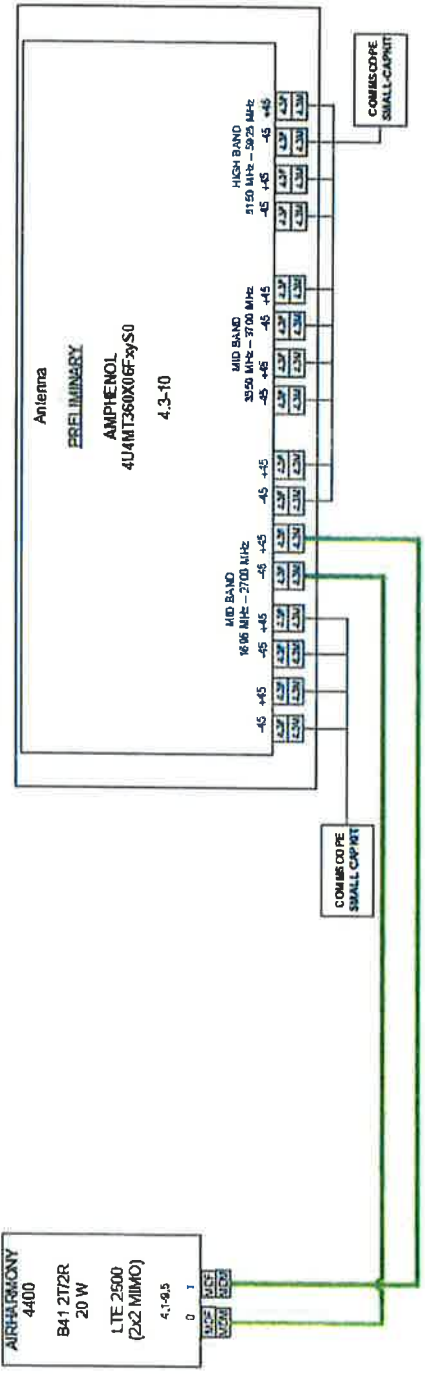 AIRHARMONY
4400
B41 2T/2R
20 W
LTE 2500
(2x2 MIMO)
4.1-9.5
0 1
Antenna
PRELIMINARY
AMPHENOL
4U4MT360X06FxyS0
4.3-10
MID BAND
1695 MHz – 2700 MHz
-45 +45 -45 +45 -45 +45 -45 +45
MID BAND
3550 MHz – 3700 MHz
-45 +45 -45 +45
HIGH BAND
5150 MHz – 5925 MHz
-45 +45 -45 +45
COMMSCOPE
SMALL CAP KIT
COMMSCOPE
SMALL-CAP KIT